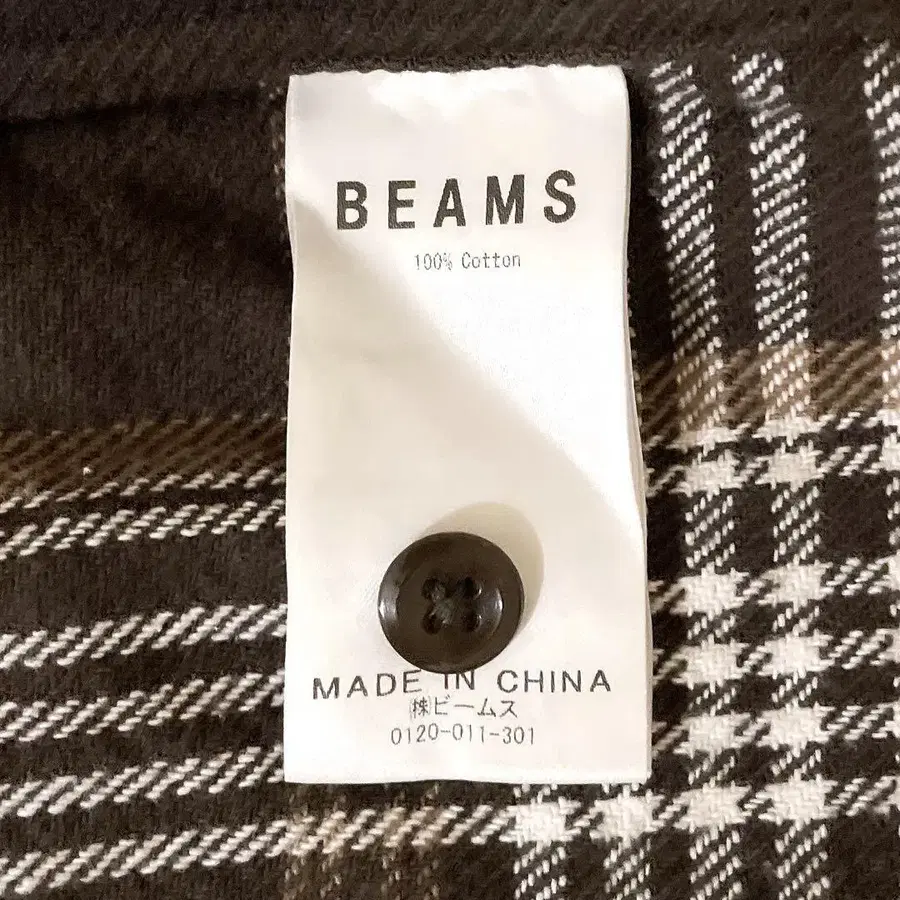 BEAMS
100% Cotton
MADE IN CHINA
㈱ビームス
0120-011-301